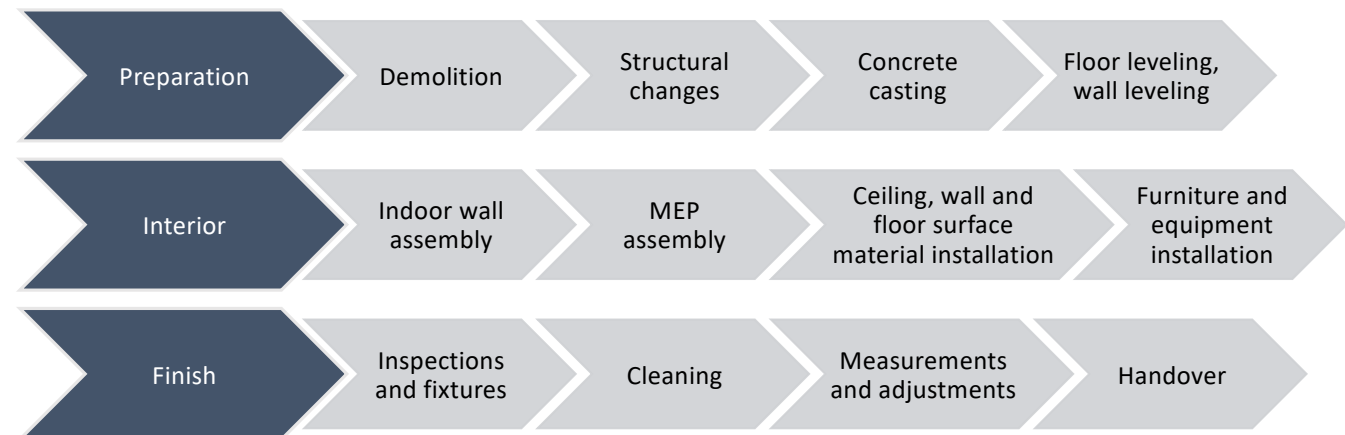 Preparation
Demolition
Structural
changes
Concrete
casting
Floor leveling,
wall leveling
Interior
Indoor wall
assembly
MEP
assembly
Ceiling, wall and
floor surface
material installation
Furniture and
equipment
installation
Finish
Inspections
and fixtures
Cleaning
Measurements
and adjustments
Handover